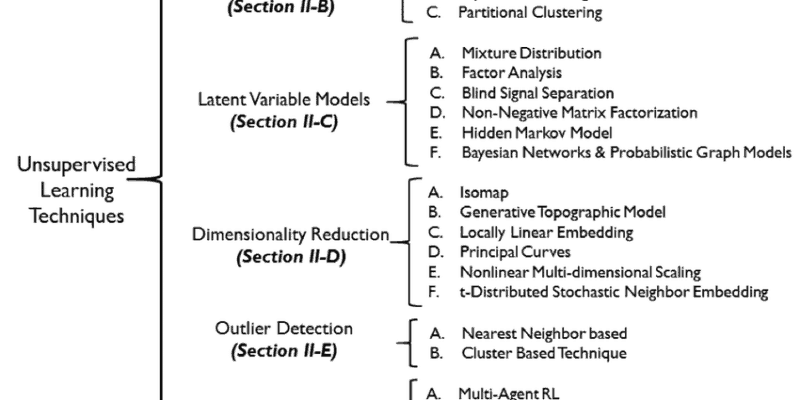 (Section II-B)
C. Partitional Clustering
Latent Variable Models
(Section II-C)
A. Mixture Distribution
B. Factor Analysis
C. Blind Signal Separation
D. Non-Negative Matrix Factorization
E. Hidden Markov Model
F. Bayesian Networks & Probabilistic Graph Models
Unsupervised
Learning
Techniques
Dimensionality Reduction
(Section II-D)
A. Isomap
B. Generative Topographic Model
C. Locally Linear Embedding
D. Principal Curves
E. Nonlinear Multi-dimensional Scaling
F. t-Distributed Stochastic Neighbor Embedding
Outlier Detection
(Section II-E)
A. Nearest Neighbor based
B. Cluster Based Technique
A. Multi-Agent RL